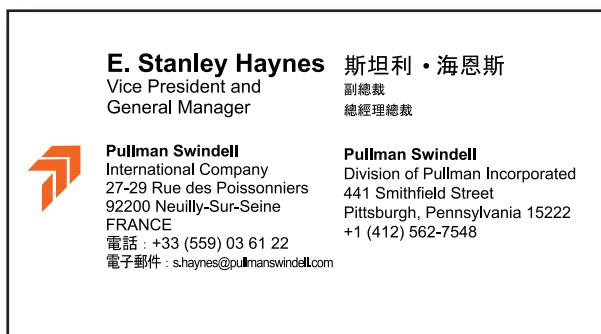 E. Stanley Haynes
Vice President and
General Manager
斯坦利・海恩斯
副總裁
總經理總裁
Pullman Swindell
International Company
27-29 Rue des Poissonniers
92200 Neuilly-Sur-Seine
FRANCE
電話：+33 (559) 03 61 22
電子郵件：s.haynes@pullmanswindell.com
Pullman Swindell
Division of Pullman Incorporated
441 Smithfield Street
Pittsburgh, Pennsylvania 15222
+1 (412) 562-7548